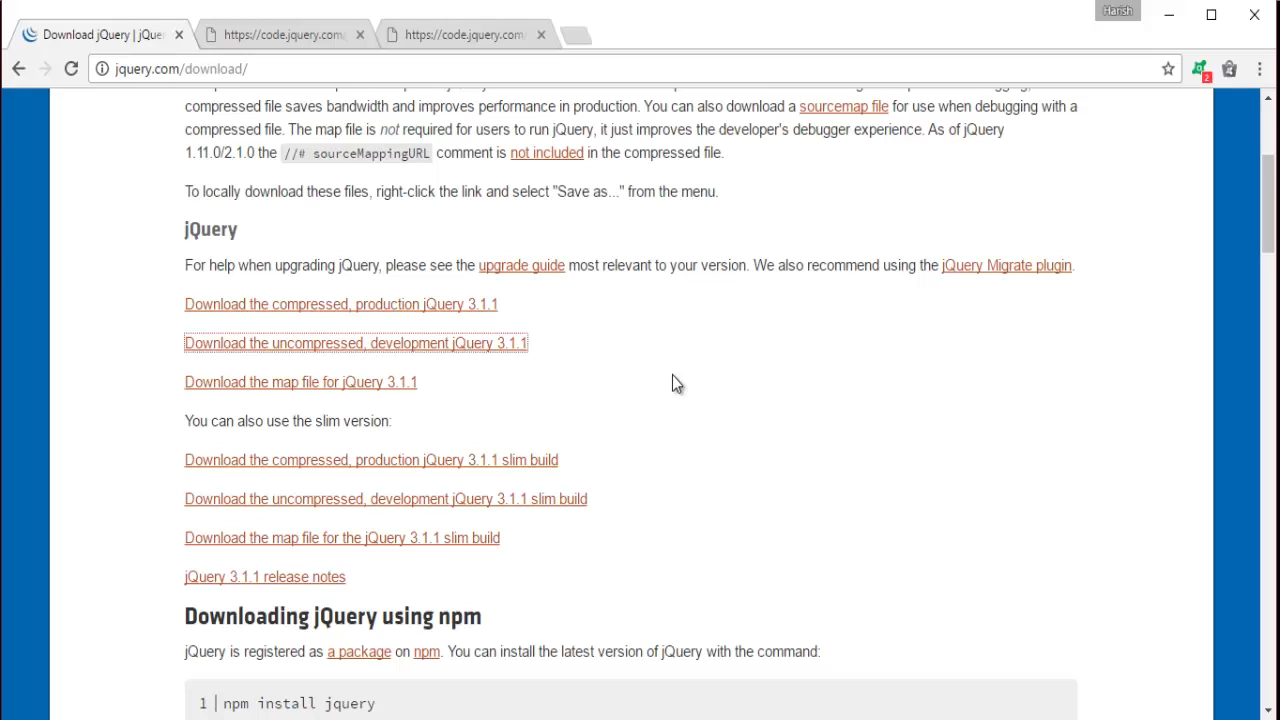 Harish
Download jQuery | jQue
https://code.jquery.com
https://code.jquery.com
jquery.com/download/
2
compressed file saves bandwidth and improves performance in production. You can also download a sourcemap file for use when debugging with a
compressed file. The map file is not required for users to run jQuery, it just improves the developer's debugger experience. As of jQuery
1.11.0/2.1.0 the //# sourceMappingURL comment is not included in the compressed file.
To locally download these files, right-click the link and select "Save as..." from the menu.
jQuery
For help when upgrading jQuery, please see the upgrade guide most relevant to your version. We also recommend using the jQuery Migrate plugin.
Download the compressed, production jQuery 3.1.1
Download the uncompressed, development jQuery 3.1.1
Download the map file for jQuery 3.1.1
You can also use the slim version:
Download the compressed, production jQuery 3.1.1 slim build
Download the uncompressed, development jQuery 3.1.1 slim build
Download the map file for the jQuery 3.1.1 slim build
jQuery 3.1.1 release notes
Downloading jQuery using npm
jQuery is registered as a package on npm. You can install the latest version of jQuery with the command:
1 npm install jquery